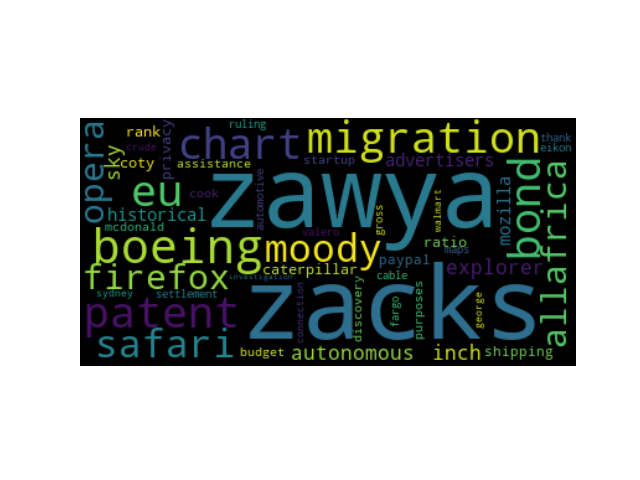 opera
rank
crude
sky
coty
privacy
ruling
chart
assistance
migration
startup
advertisers
thank
eikon
eu
cook
zawya
automotive
historical
mcdonald
boeing
moody
valero
gross
walmart
ratio
maps
mozilla
bond
allafrica
firefox
caterpillar
paypal
cable
explorer
investigation
sydney
settlement
patent
zacks
connection
discovery
fargo
purposes
george
safari
budget
autonomous
inch
shipping